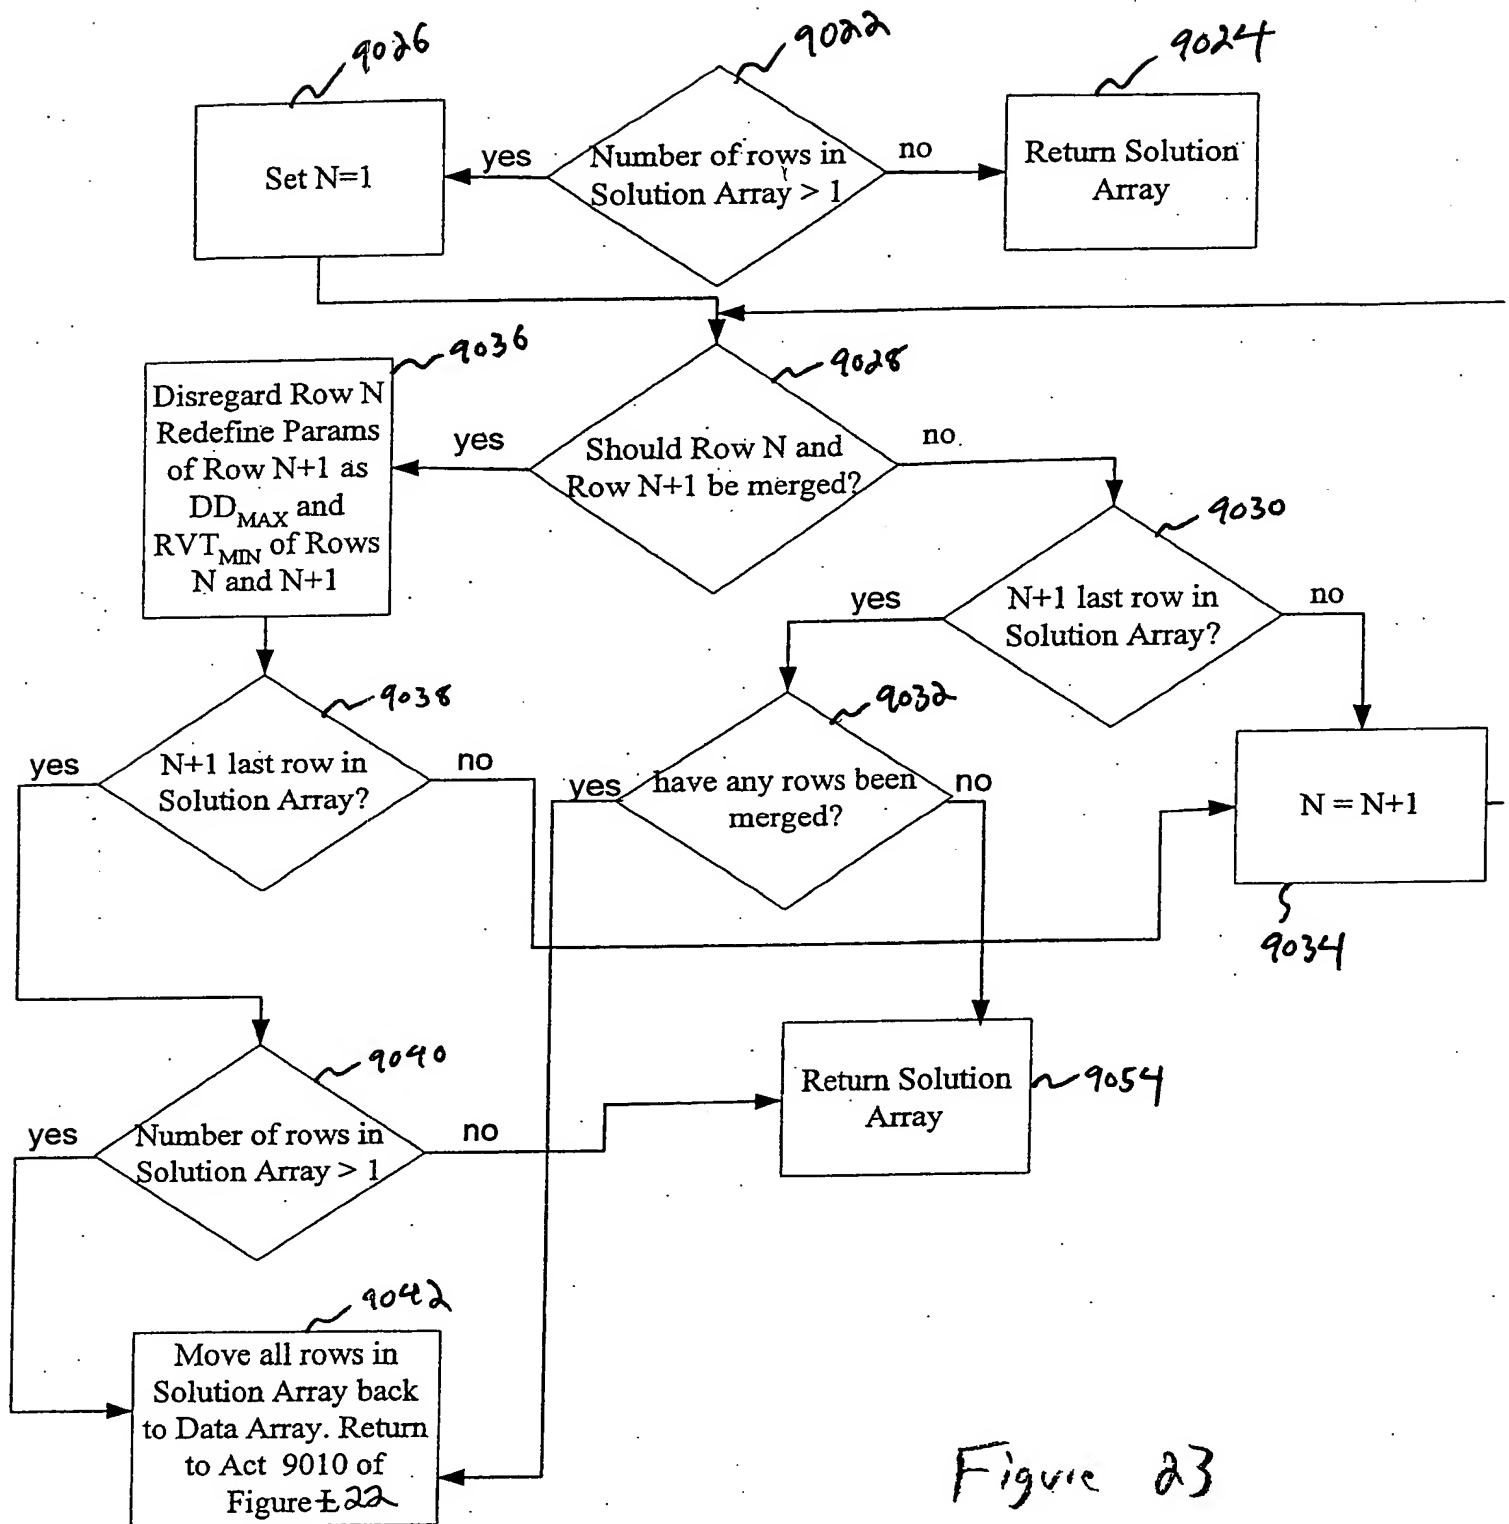 9026
9022
9024
Set N=1
yes
Number of rows in
Solution Array > 1
no
Return Solution
Array
9036
9028
Disregard Row N
Redefine Params
of Row N+1 as
DDMAX and
RVTMIN of Rows
N and N+1
yes
Should Row N and
Row N+1 be merged?
no
9030
yes
N+1 last row in
Solution Array?
no
9038
9032
yes
N+1 last row in
Solution Array?
no
yes
have any rows been
merged?
no
N = N+1
9034
9040
yes
Number of rows in
Solution Array > 1
no
Return Solution
Array
9054
9042
Move all rows in
Solution Array back
to Data Array. Return
to Act 9010 of
Figure 22
Figure 23